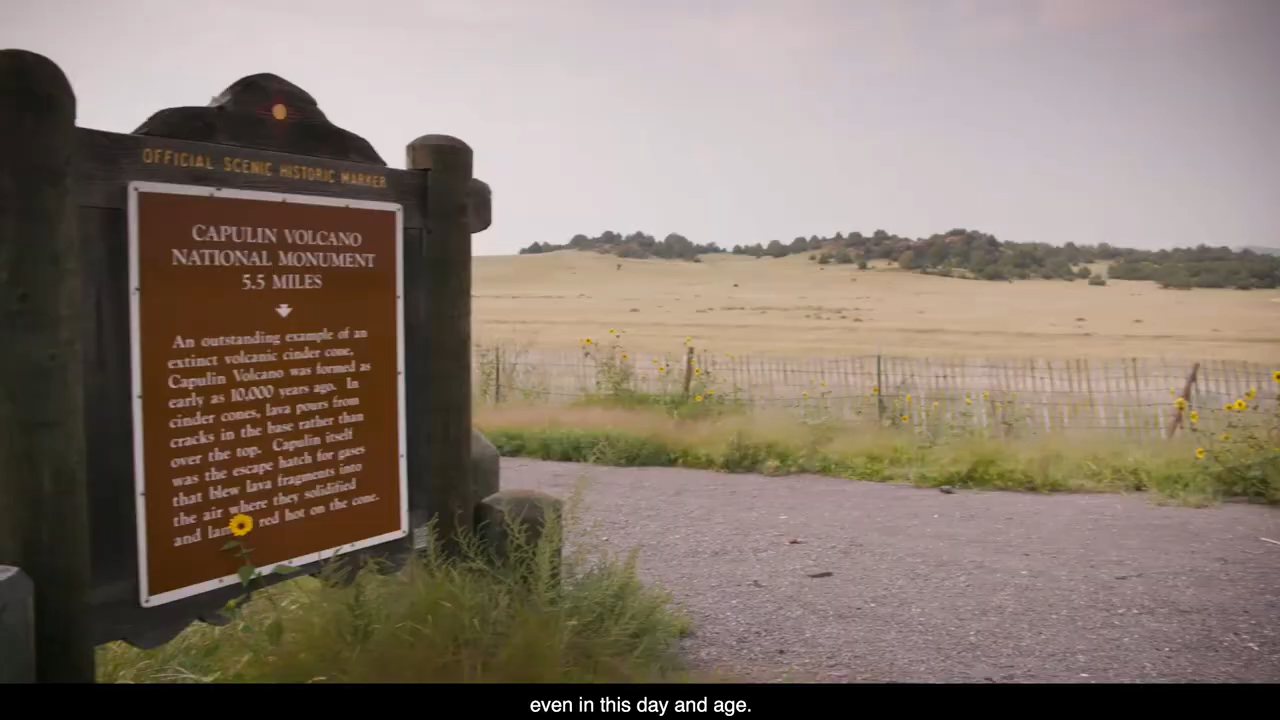 OFFICIAL SCENIC HISTORIC MARKER
CAPULIN VOLCANO
NATIONAL MONUMENT
5.5 MILES
An outstanding example of an
extinct volcanic cinder cone,
Capulin Volcano was formed as
early as 10,000 years ago. In
cinder cones, lava pours from
cracks in the base rather than
over the top. Capulin itself
was the escape hatch for gases
that blew lava fragments into
the air where they solidified
and red hot on the cone.
even in this day and age.